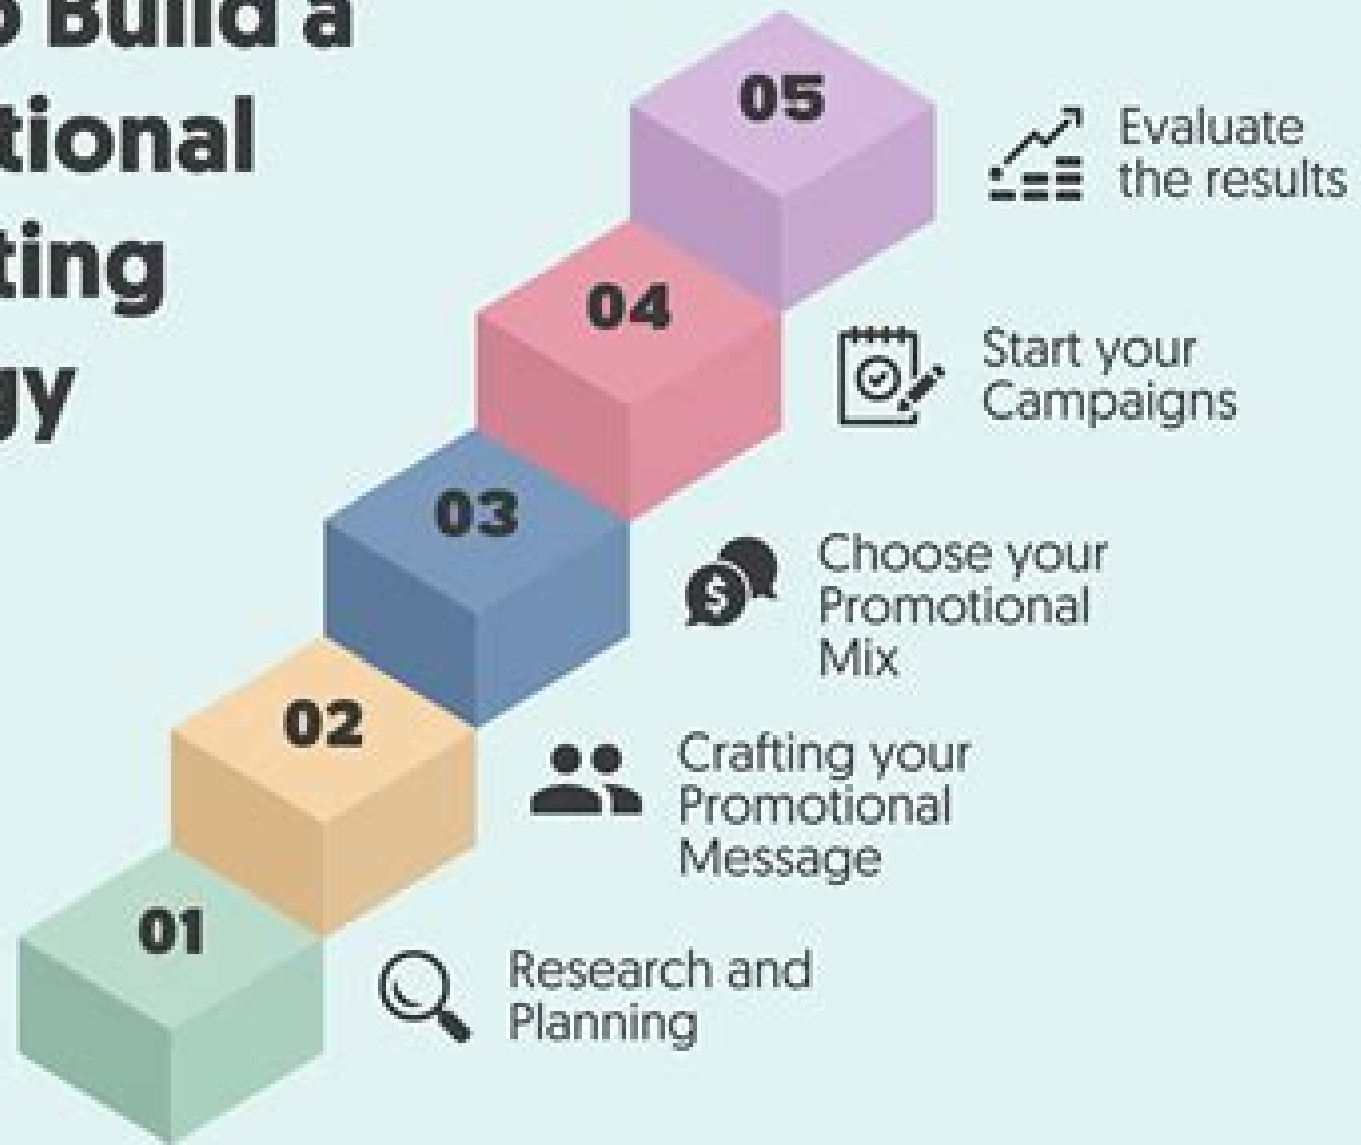 Build a
tional
ting
gy
05
Evaluate
the results
04
Start your
Campaigns
03
Choose your
Promotional
Mix
$
02
Crafting your
Promotional
Message
01
Research and
Planning